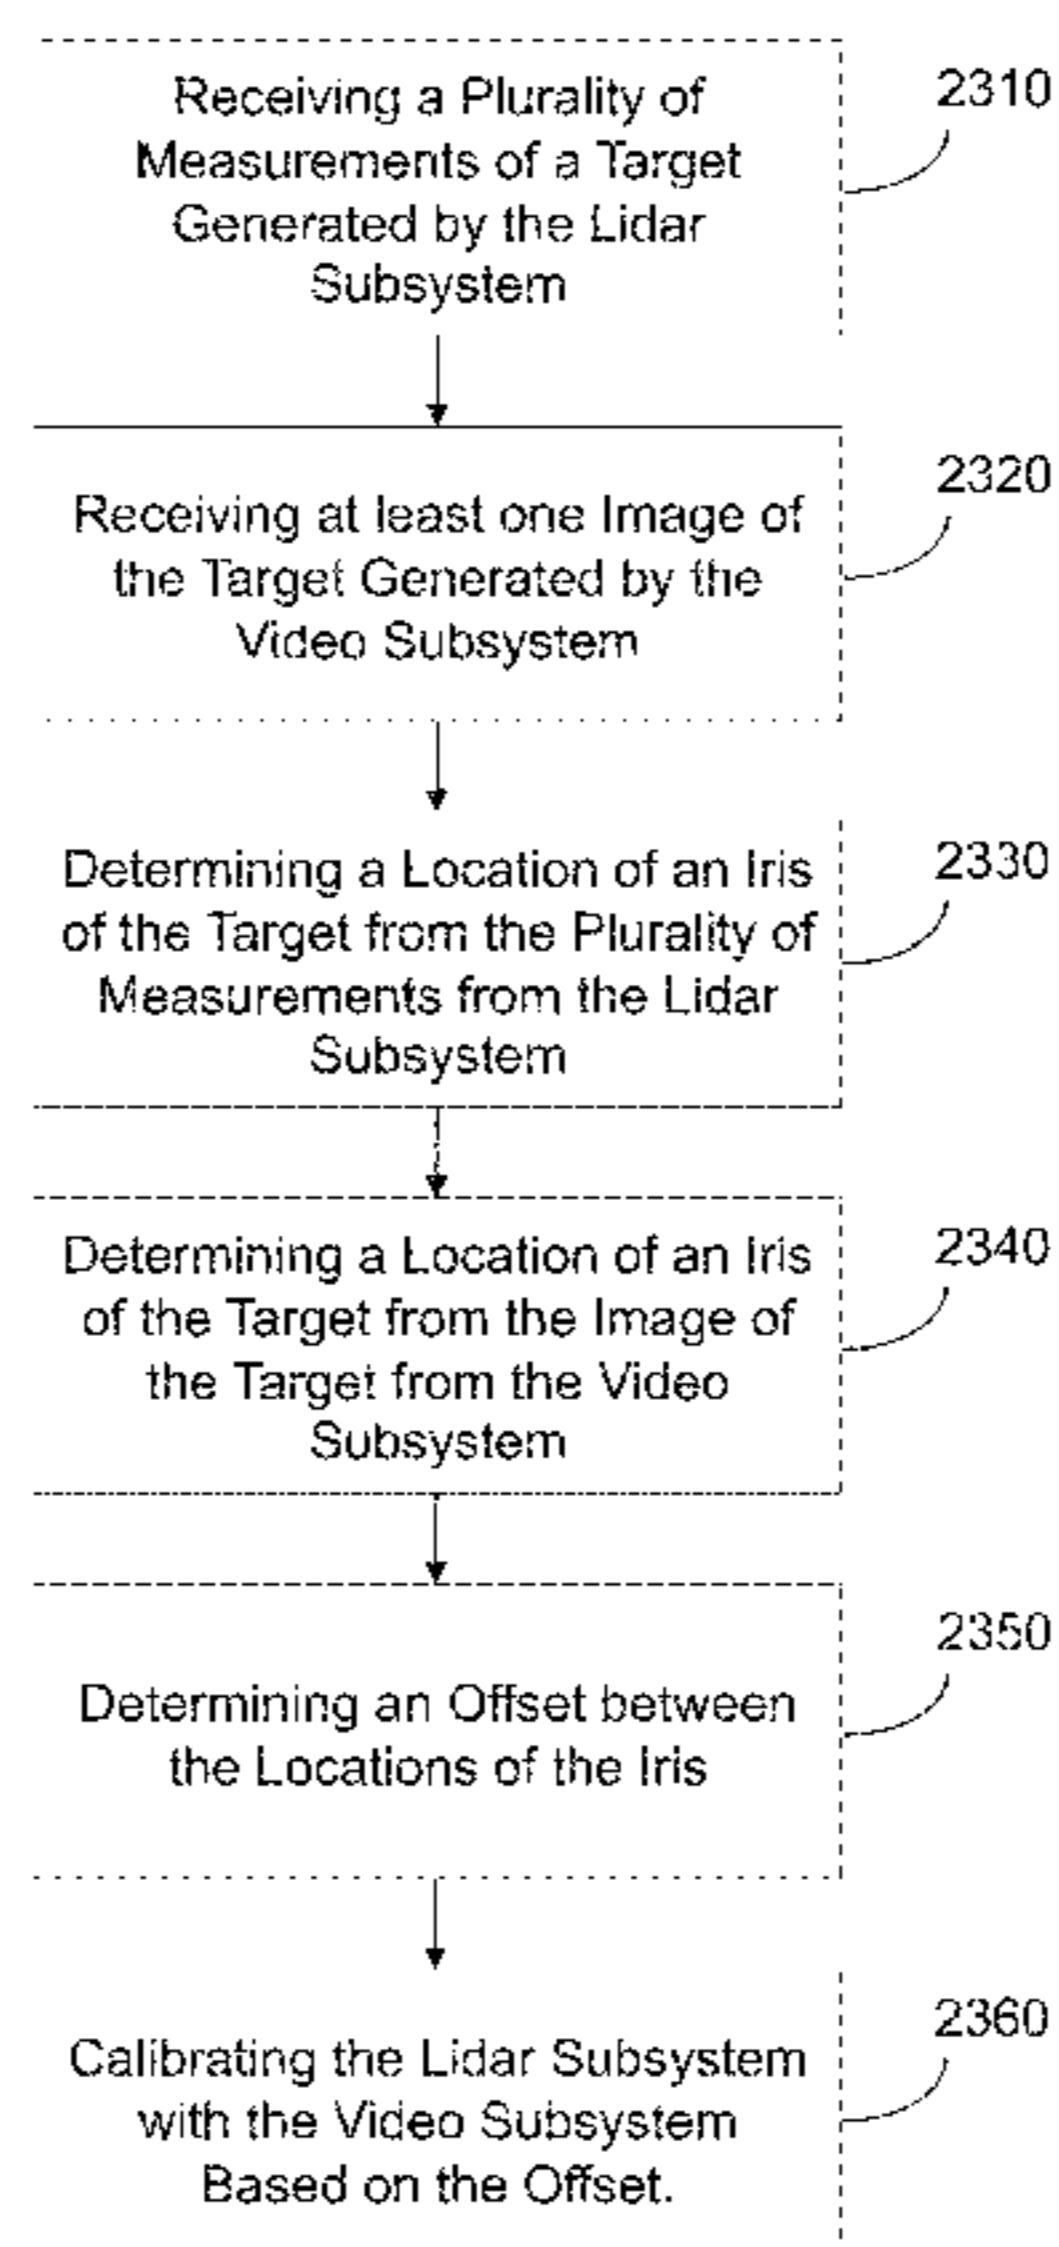 Receiving a Plurality of
Measurements of a Target
Generated by the Lidar
Subsystem
2310
Receiving at least one Image of
the Target Generated by the
Video Subsystem
2320
Determining a Location of an Iris
of the Target from the Plurality of
Measurements from the Lidar
Subsystem
2330
Determining a Location of an Iris
of the Target from the Image of
the Target from the Video
Subsystem
2340
Determining an Offset between
the Locations of the Iris
2350
Calibrating the Lidar Subsystem
with the Video Subsystem
Based on the Offset.
2360